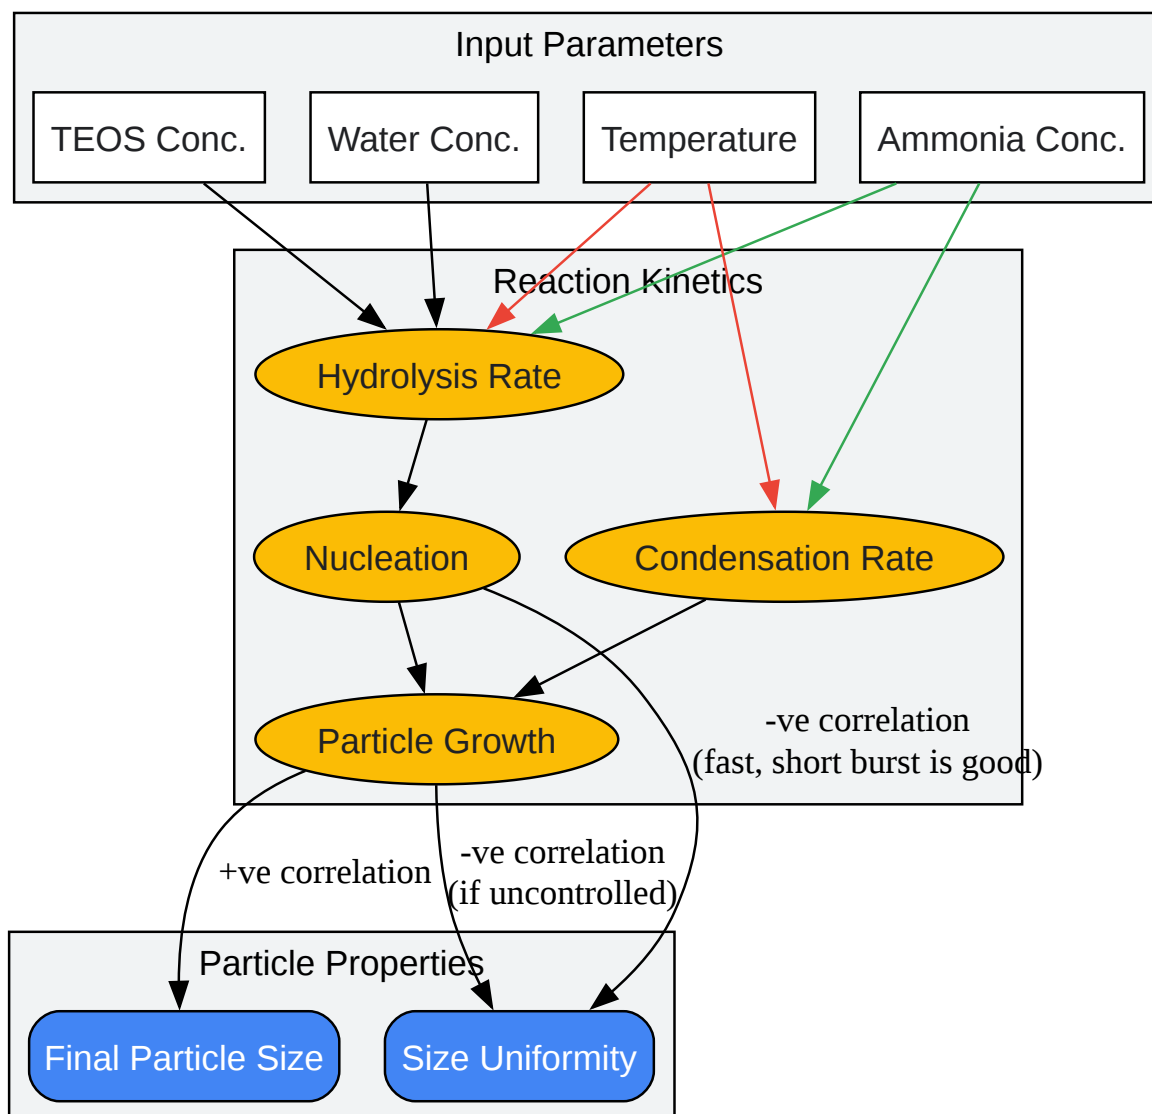 Input Parameters
TEOS Conc.
Water Conc.
Temperature
Ammonia Conc.
Reaction Kinetics
Hydrolysis Rate
Nucleation
Condensation Rate
Particle Growth
-ve correlation
(fast, short burst is good)
+ve correlation
-ve correlation
(if uncontrolled)
Particle Properties
Final Particle Size
Size Uniformity